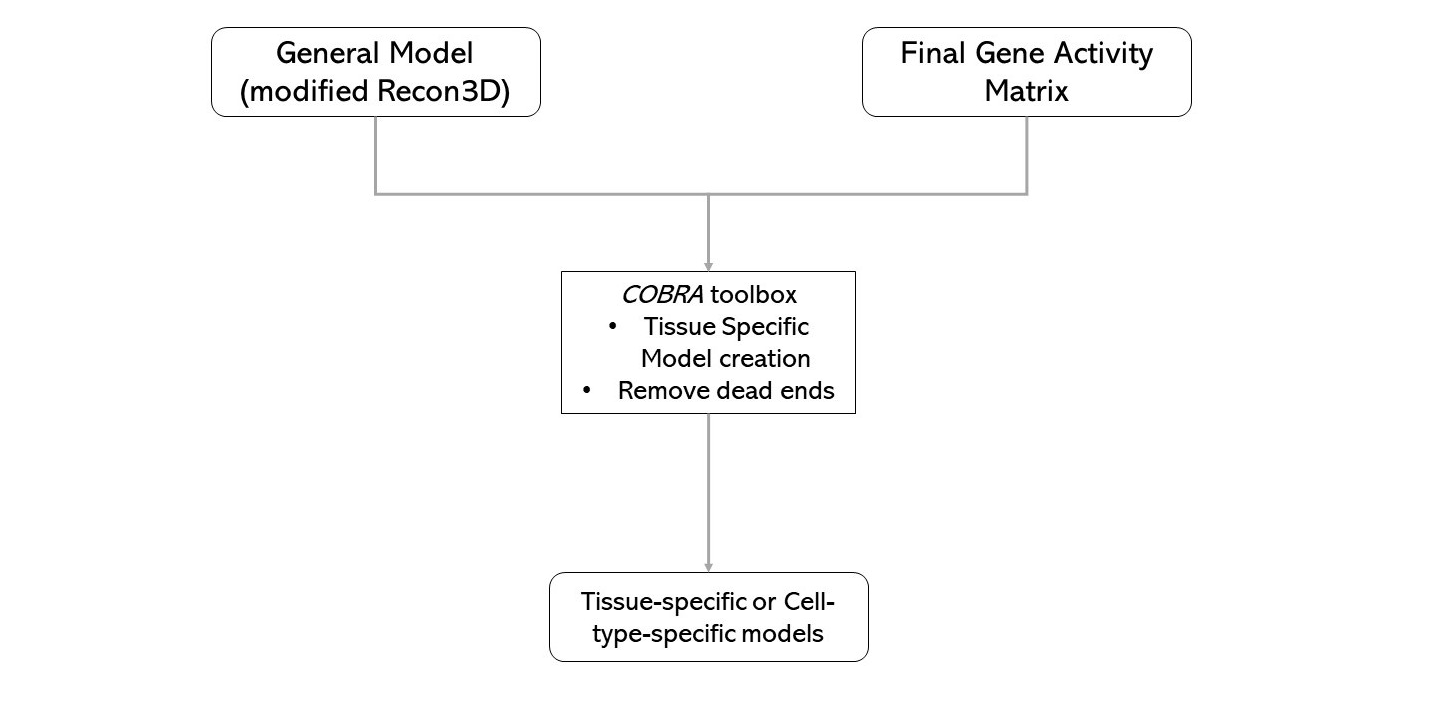 General Model
(modified Recon3D)
Final Gene Activity
Matrix
COBRA toolbox
• Tissue Specific
Model creation
• Remove dead ends
Tissue-specific or Cell-
type-specific models